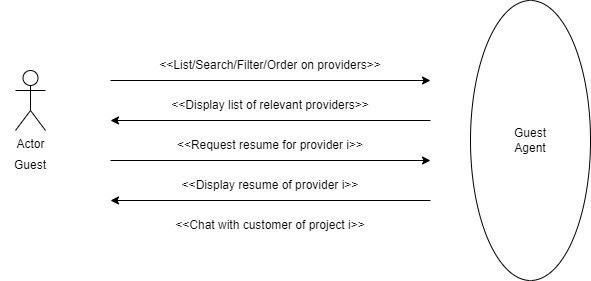 <<List/Search/Filter/Order on providers>>
<<Display list of relevant providers>>
<<Request resume for provider i>>
<<Display resume of provider i>>
<<Chat with customer of project i>>
Actor
Guest
Guest
Agent